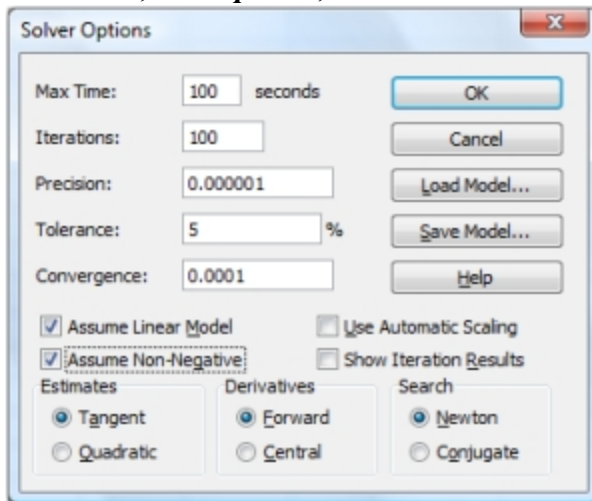 Solver Options
Max Time: 100 seconds OK
Iterations: 100 Cancel
Precision: 0.000001 Load Model...
Tolerance: 5 % Save Model...
Convergence: 0.0001 Help
Assume Linear Model Use Automatic Scaling
Assume Non-Negative Show Iteration Results
Estimates Derivatives Search
Tangent Forward Newton
Quadratic Central Conjugate